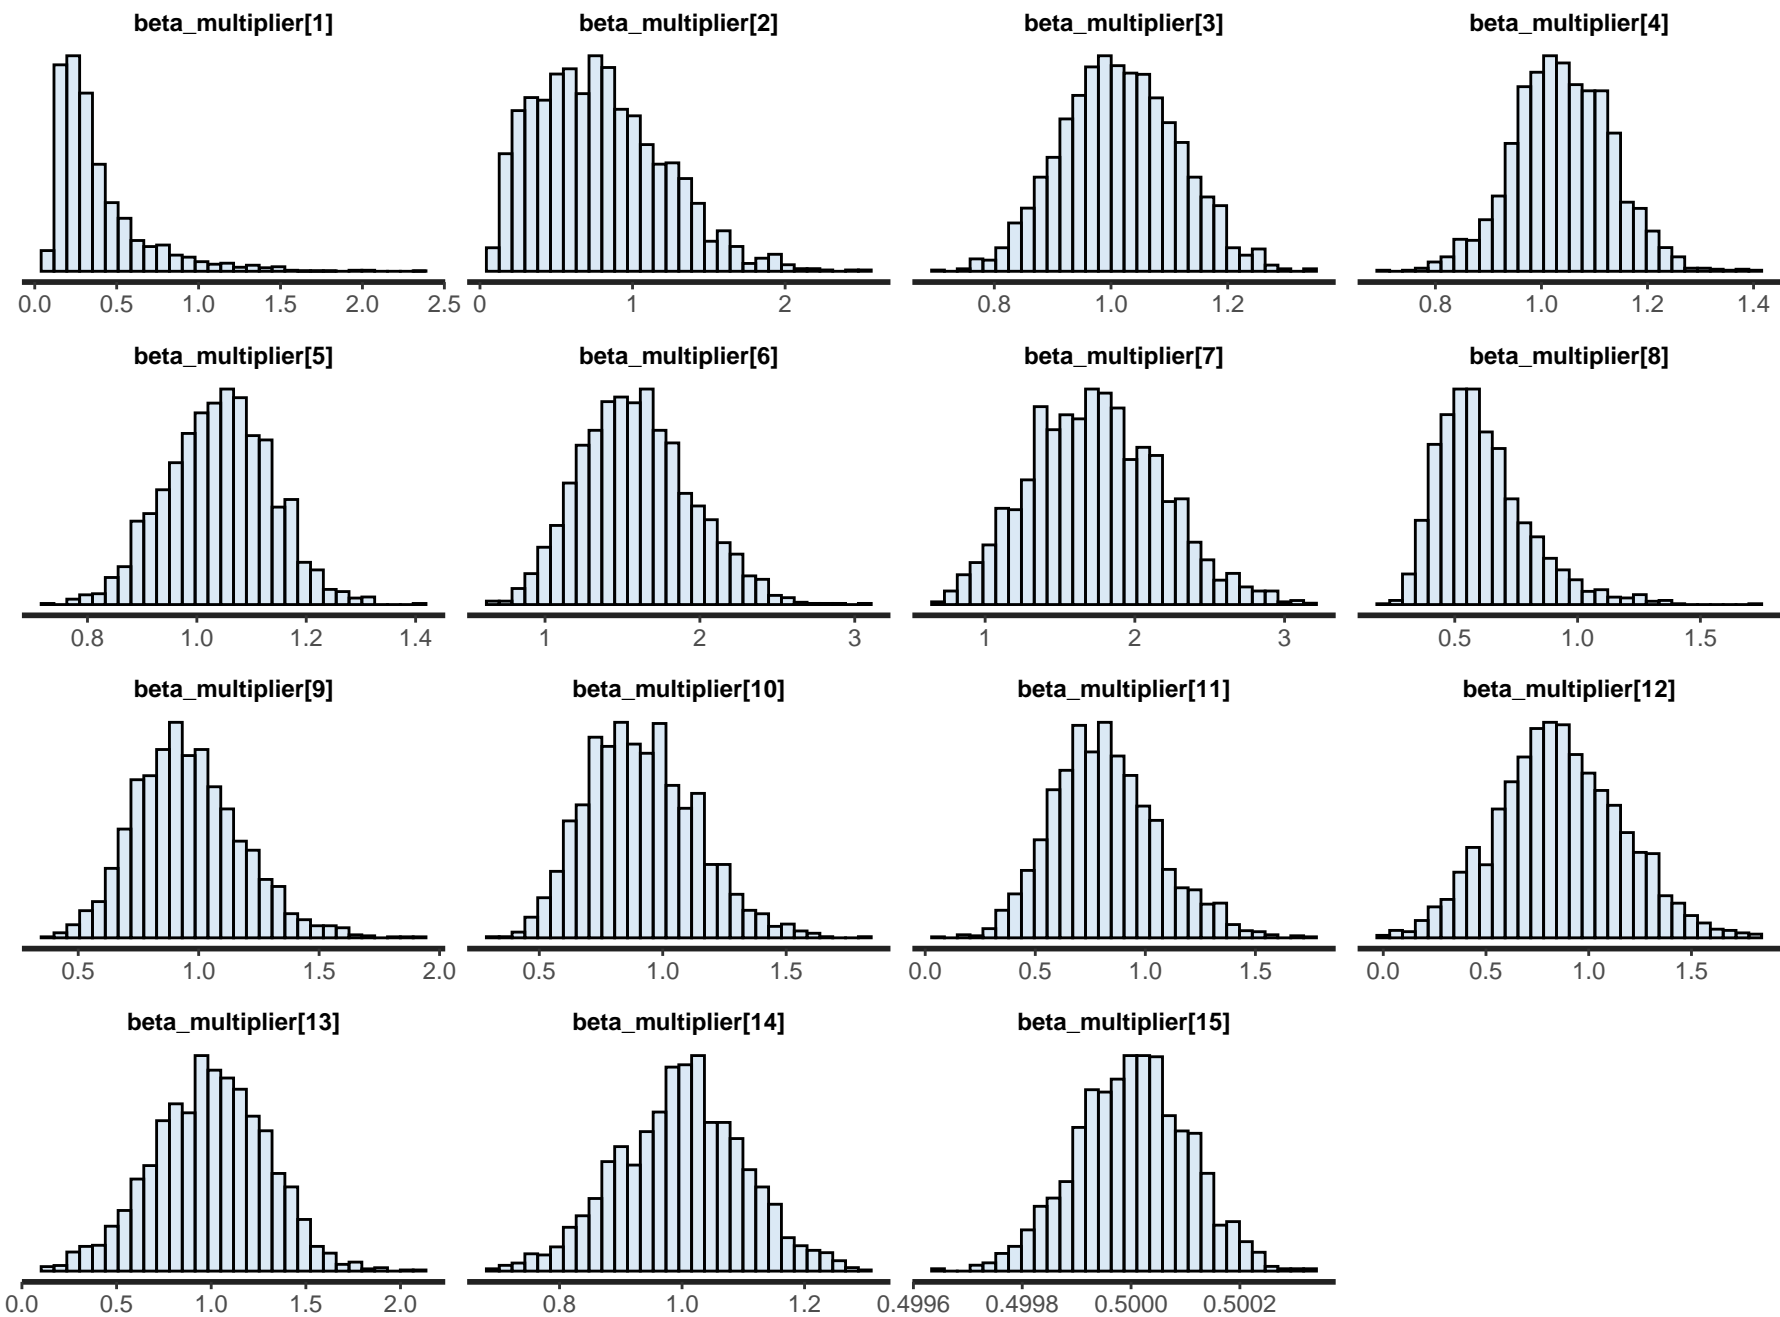 beta_multiplier[1] beta_multiplier[2] beta_multiplier[3] beta_multiplier[4]
0.0 0.5 1.0 1.5 2.0 2.5 0 1 2 0.8 1.0 1.2 0.8 1.0 1.2 1.4
beta_multiplier[5] beta_multiplier[6] beta_multiplier[7] beta_multiplier[8]
0.8 1.0 1.2 1.4 1 2 3 1 2 3 0.5 1.0 1.5
beta_multiplier[9] beta_multiplier[10] beta_multiplier[11] beta_multiplier[12]
0.5 1.0 1.5 2.0 0.5 1.0 1.5 0.0 0.5 1.0 1.5 0.0 0.5 1.0 1.5
beta_multiplier[13] beta_multiplier[14] beta_multiplier[15]
0.0 0.5 1.0 1.5 2.0 0.8 1.0 1.2 0.4996 0.4998 0.5000 0.5002